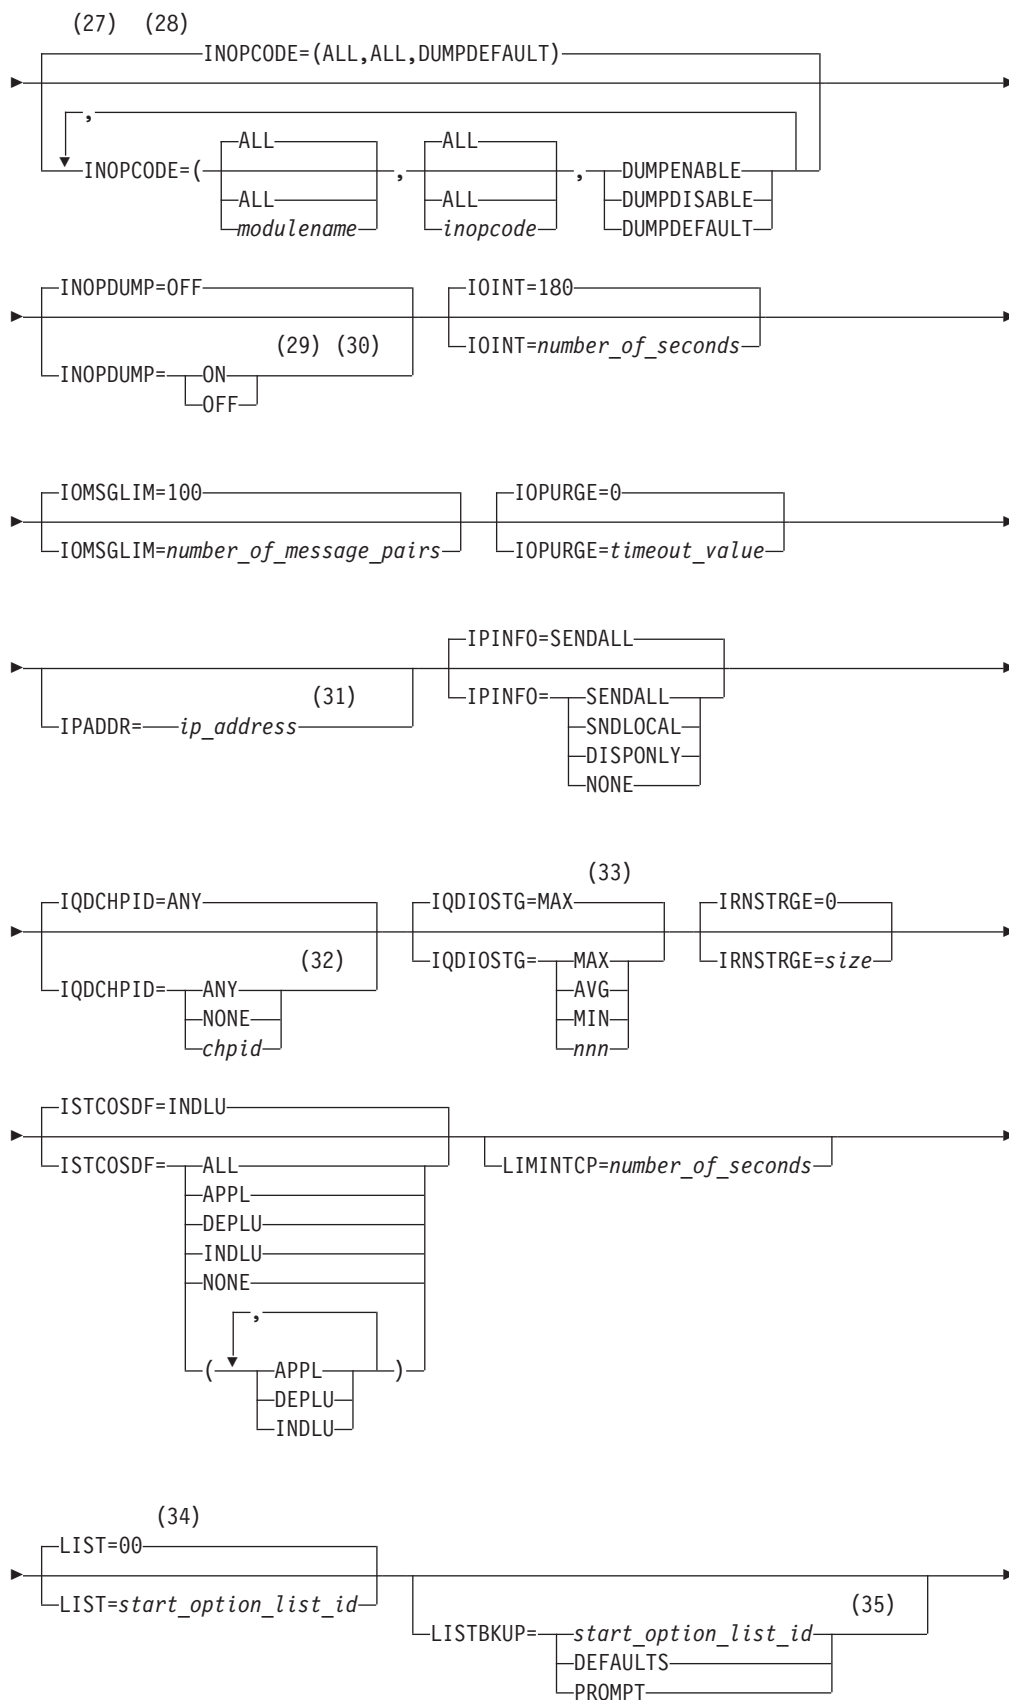 (27) (28)
INOPCODE=(ALL,ALL,DUMPDEFAULT)
,
ALL ALL
INOPCODE=( , , DUMPENABLE
ALL ALL DUMPDISABLE
modulename inopcode DUMPDEFAULT
INOPDUMP=OFF IOINT=180
(29) (30) IOINT=number_of_seconds
INOPDUMP= ON
OFF
IOMSGLIM=100 IOPURGE=0
IOMSGLIM=number_of_message_pairs IOPURGE=timeout_value
IPINFO=SENDALL
(31) IPINFO= SENDALL
IPADDR= ip_address SNDLOCAL
DISPONLY
NONE
(33)
IQDCHPID=ANY IQDIOSTG=MAX IRNSTRGE=0
(32) IQDIOSTG= MAX IRNSTRGE=size
IQDCHPID= ANY AVG
NONE MIN
chpid nnn
ISTCOSDF=INDLU
ISTCOSDF= ALL LIMINTCP=number_of_seconds
APPL
DEPLU
INDLU
NONE
,
( APPL )
DEPLU
INDLU
(34)
LIST=00
LIST=start_option_list_id (35)
LISTBKUP= start_option_list_id
DEFAULTS
PROMPT